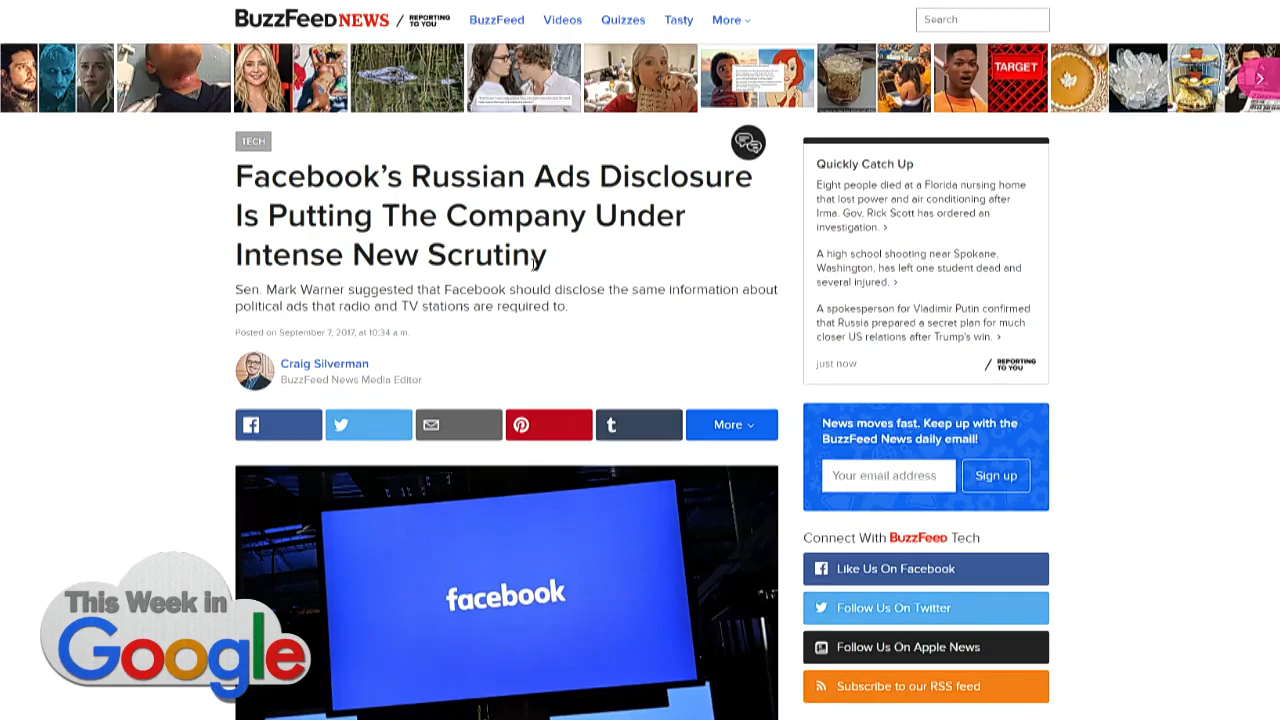 BuzzFeedNEWS / REPORTING TO YOU BuzzFeed Videos Quizzes Tasty More Search
TARGET
TECH
Facebook's Russian Ads Disclosure
Is Putting The Company Under
Intense New Scrutiny
Sen. Mark Warner suggested that Facebook should disclose the same information about
political ads that radio and TV stations are required to.
Posted on September 7, 2017, at 10:34 a.m.
Craig Silverman
BuzzFeed News Media Editor
More
facebook
Quickly Catch Up
Eight people died at a Florida nursing home
that lost power and air conditioning after
Irma. Gov. Rick Scott has ordered an
investigation. >
A high school shooting near Spokane,
Washington, has left one student dead and
several injured. >
A spokesperson for Vladimir Putin confirmed
that Russia prepared a secret plan for much
closer US relations after Trump's win. >
just now / REPORTING TO YOU
News moves fast. Keep up with the
BuzzFeed News daily email!
Your email address Sign up
Connect With BuzzFeed Tech
Like Us On Facebook
Follow Us On Twitter
Follow Us On Apple News
Subscribe to our RSS feed
This Week in
Google